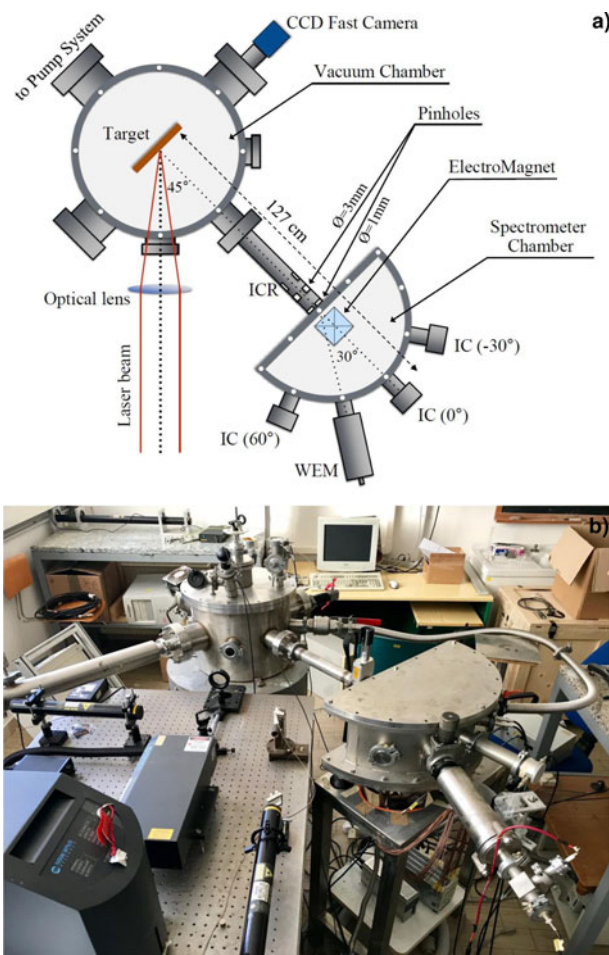 a)
CCD Fast Camera
to Pump System
Vacuum Chamber
Target
Pinholes
45°
ElectroMagnet
127 cm
Ø=3mm
Ø=1mm
Spectrometer
Chamber
ICR
Optical lens
30°
IC (-30°)
Laser beam
IC (0°)
IC (60°)
WEM
b)